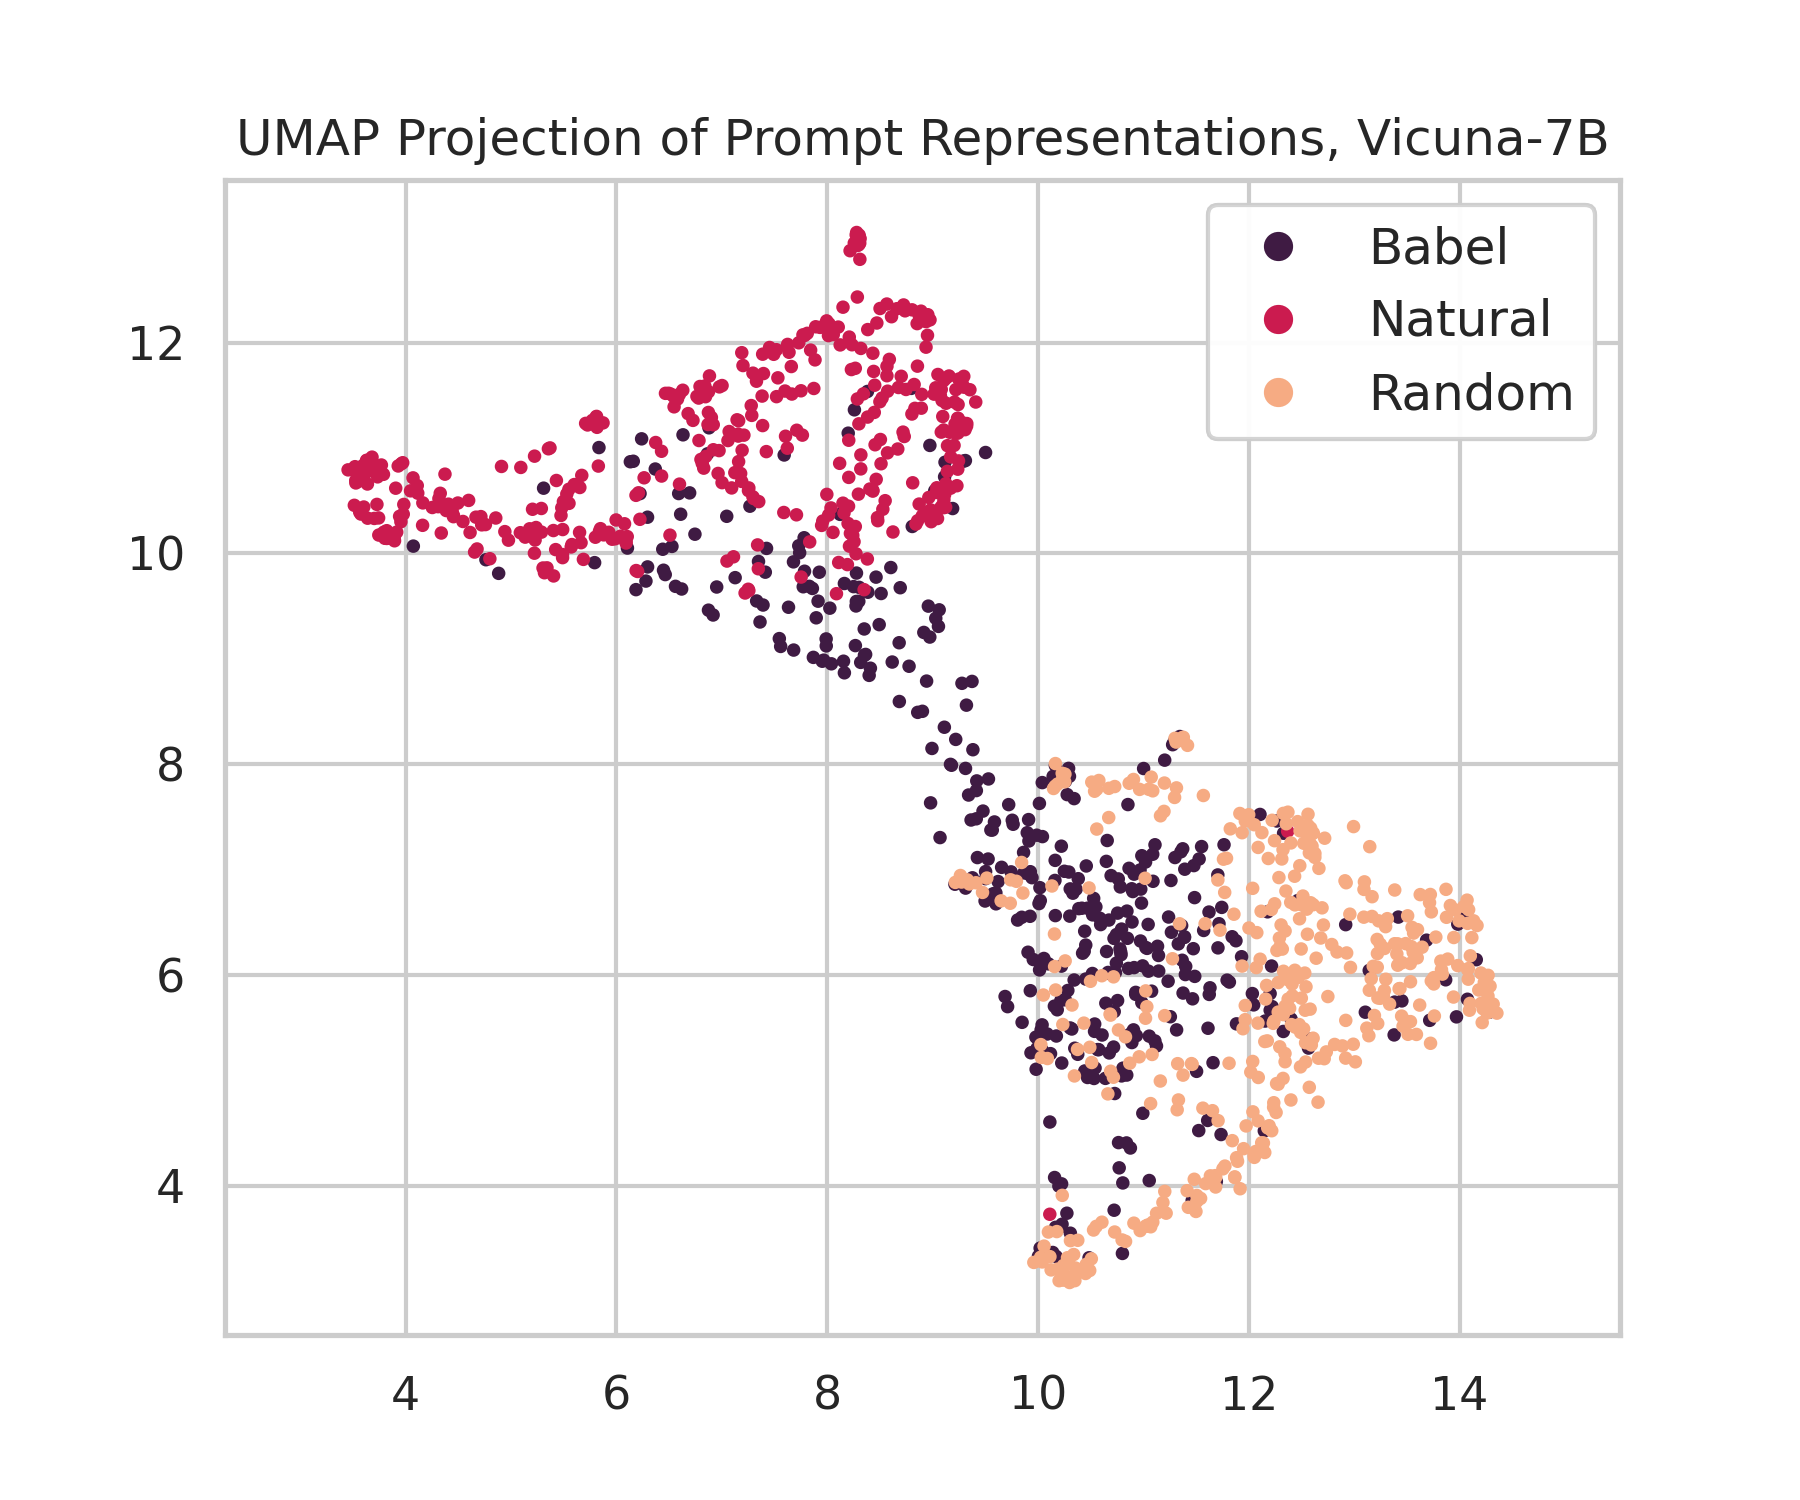 UMAP Projection of Prompt Representations, Vicuna-7B
Babel
Natural
Random
12
10
8
6
4
4 6 8 10 12 14